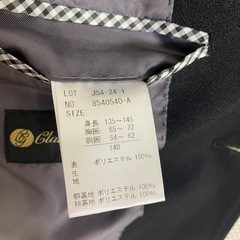 LOT JS4-24-1
NO. 8540540-A
SIZE
身長 135~145
胸囲 65~72
胴囲 54~62
140
表生地 ポリエステル 100%
胴裏地 ポリエステル 100%
袖裏地 ポリエステル 100%